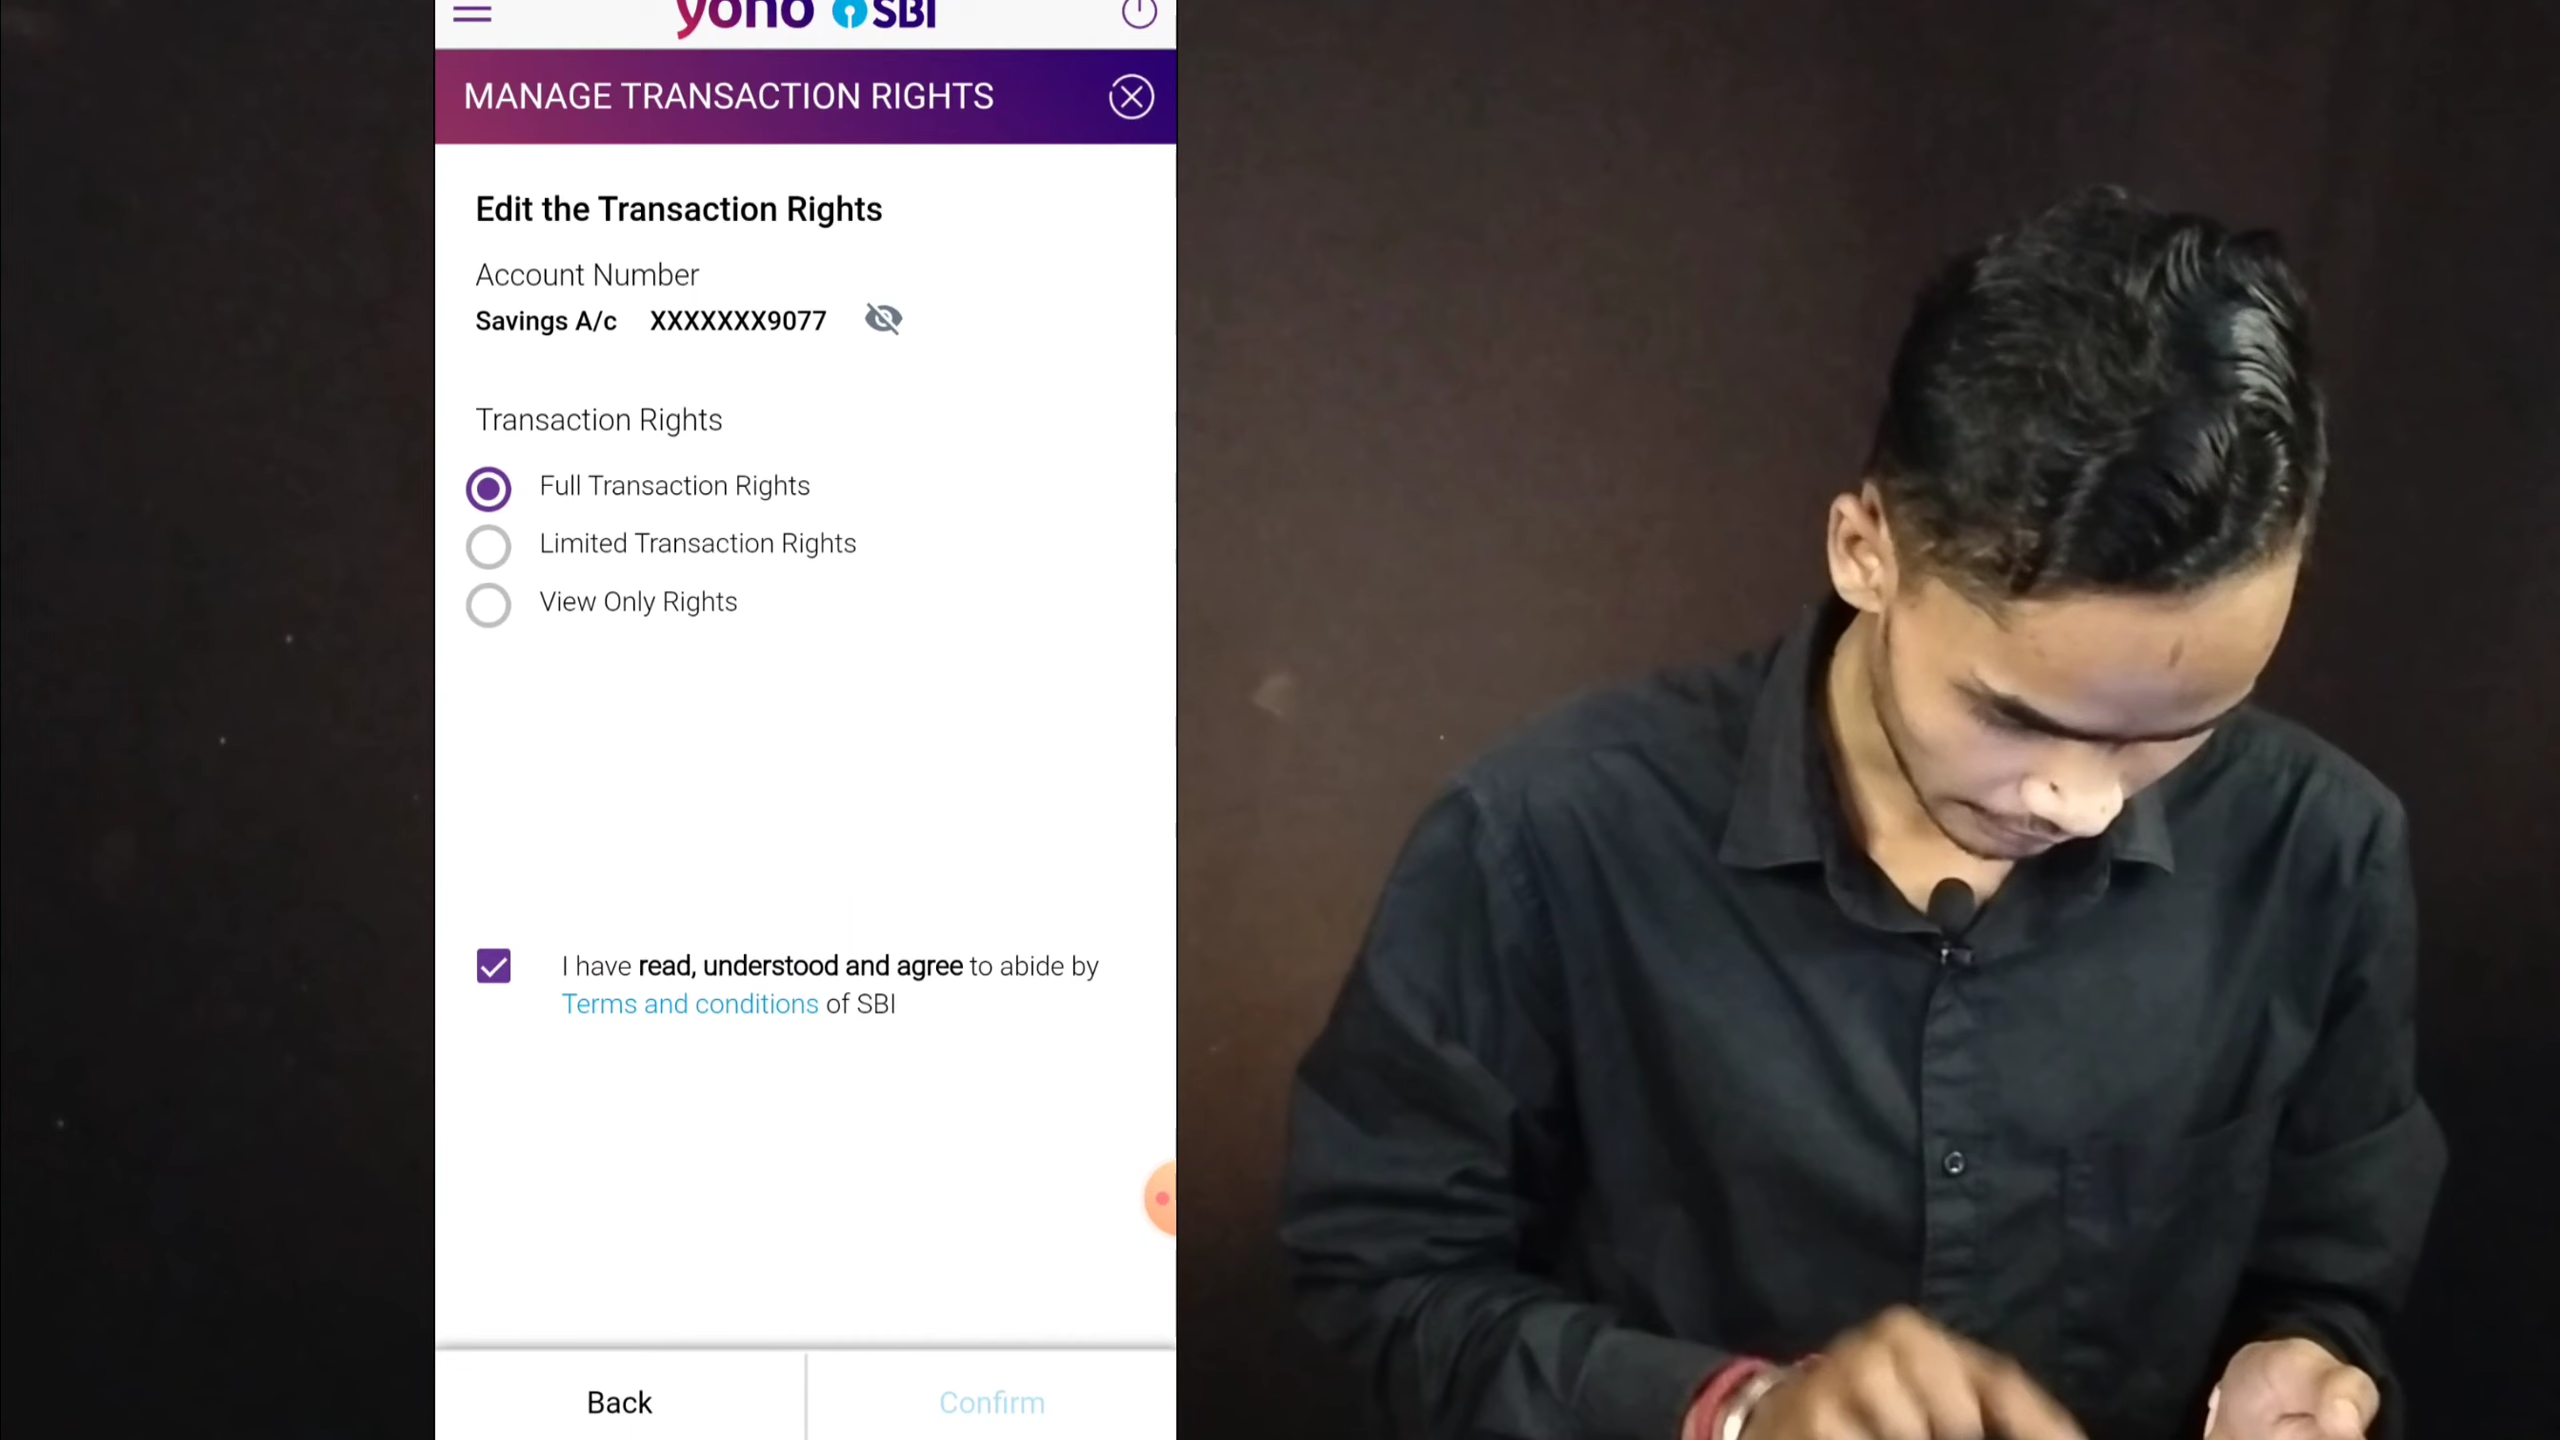 yono SBI
MANAGE TRANSACTION RIGHTS
Edit the Transaction Rights
Account Number
Savings A/c XXXXXXX9077
Transaction Rights
Full Transaction Rights
Limited Transaction Rights
View Only Rights
I have read, understood and agree to abide by
Terms and conditions of SBI
Back Confirm